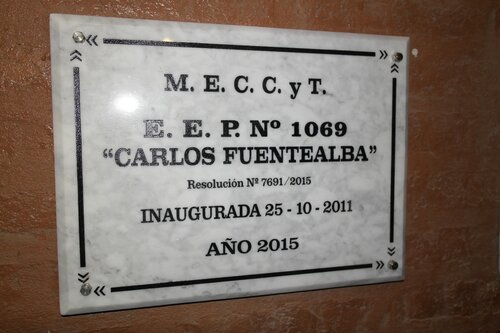 M. E. C. C. y T.
E. E. P. Nº 1069
“CARLOS FUENTEALBA”
Resolución Nº 7691/2015
INAUGURADA 25 - 10 - 2011
AÑO 2015